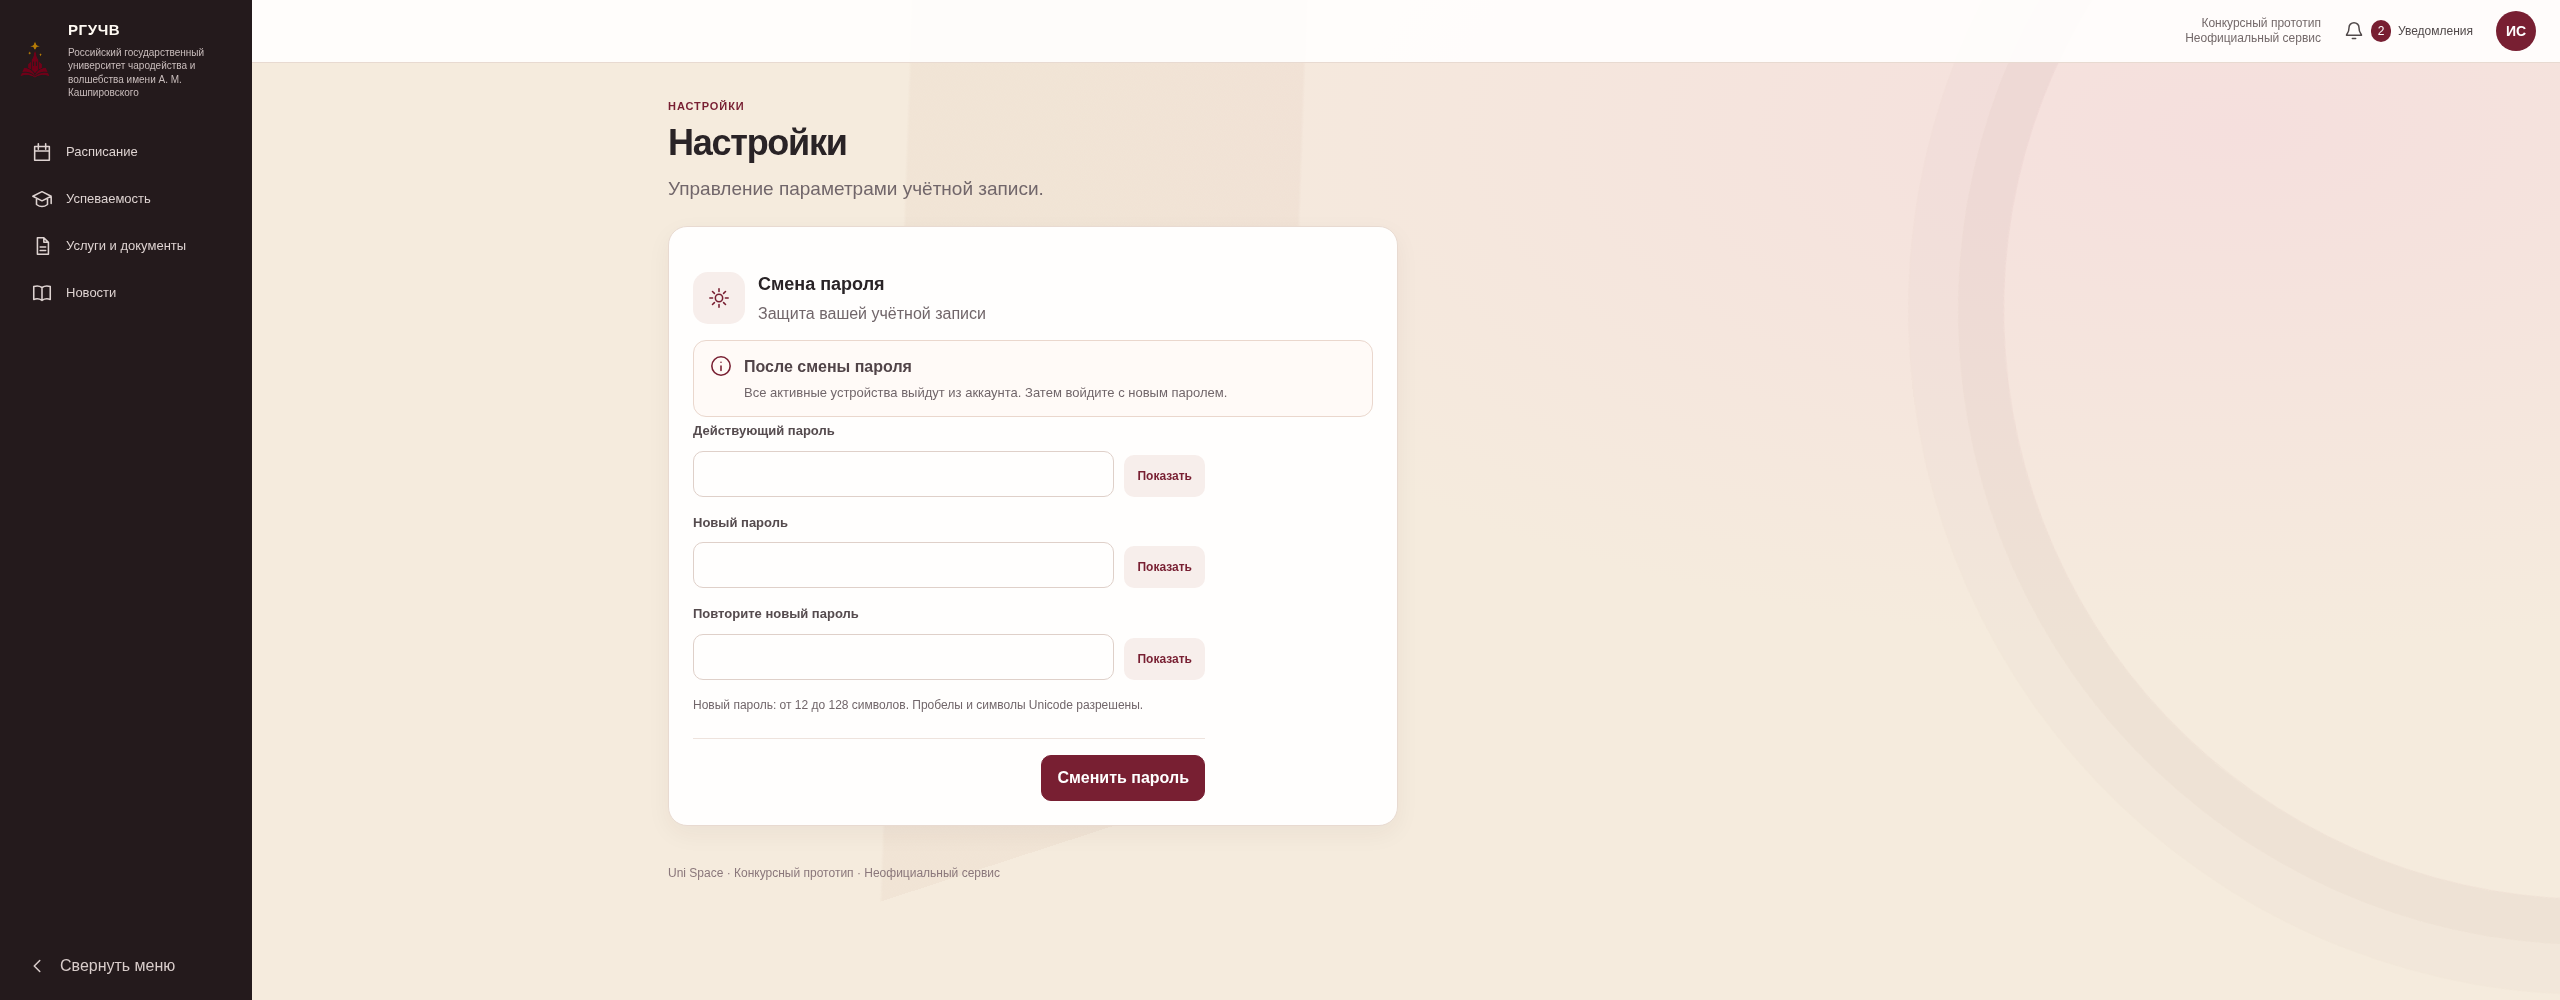 РГУЧВ
Российский государственный
университет чародейства и
волшебства имени А. М.
Кашпировского
Расписание
Успеваемость
Услуги и документы
Новости
Свернуть меню
Конкурсный прототип
Неофициальный сервис
2
Уведомления
ИС
НАСТРОЙКИ
Настройки
Управление параметрами учётной записи.
Смена пароля
Защита вашей учётной записи
После смены пароля
Все активные устройства выйдут из аккаунта. Затем войдите с новым паролем.
Действующий пароль
Показать
Новый пароль
Показать
Повторите новый пароль
Показать
Новый пароль: от 12 до 128 символов. Пробелы и символы Unicode разрешены.
Сменить пароль
Uni Space · Конкурсный прототип · Неофициальный сервис